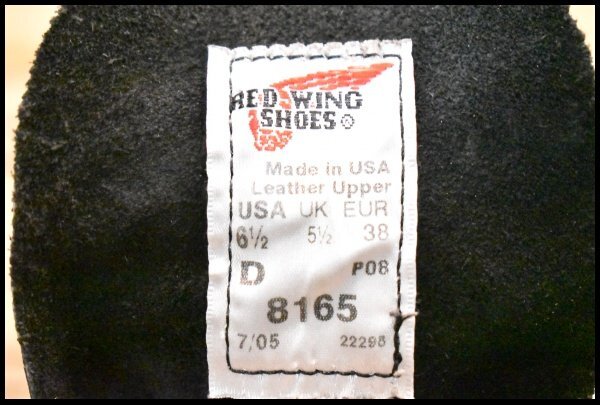 RED WING
SHOES®
Made in USA
Leather Upper
USA UK EUR
6½ 5½ 38
D P08
8165
7/05 22295